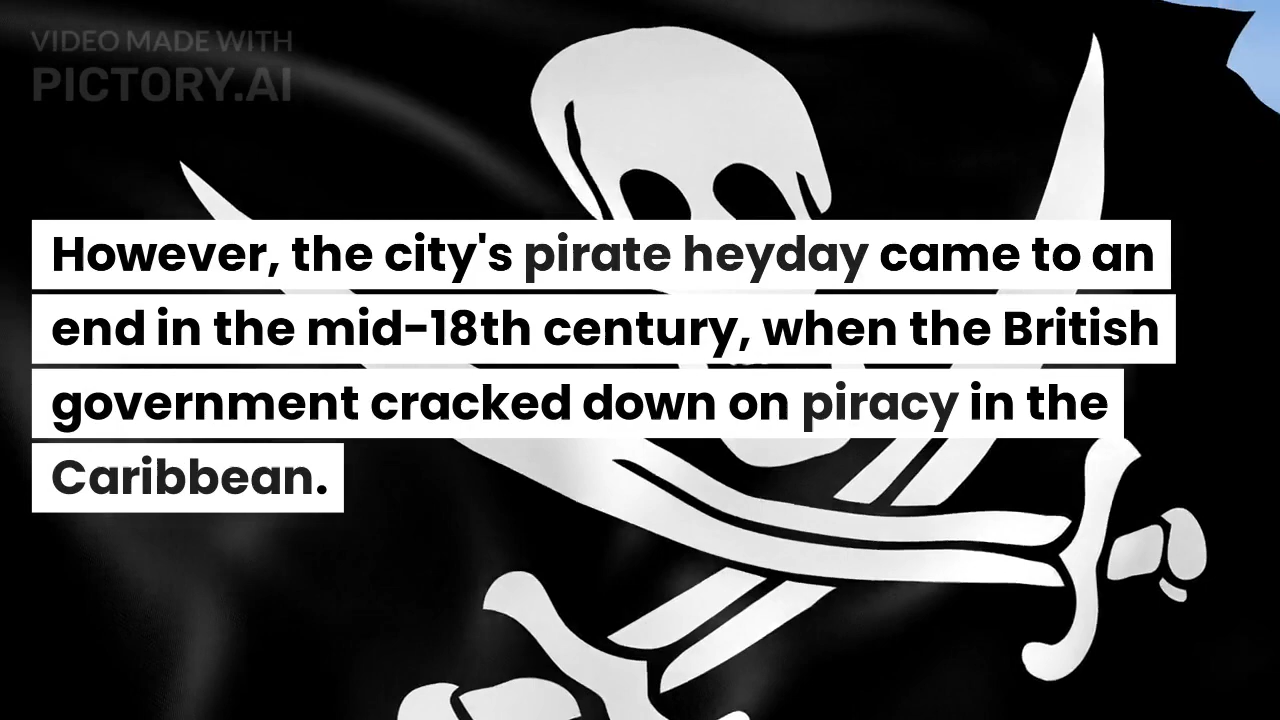 VIDEO MADE WITH
PICTORY.AI
However, the city's pirate heyday came to an
end in the mid-18th century, when the British
government cracked down on piracy in the
Caribbean.